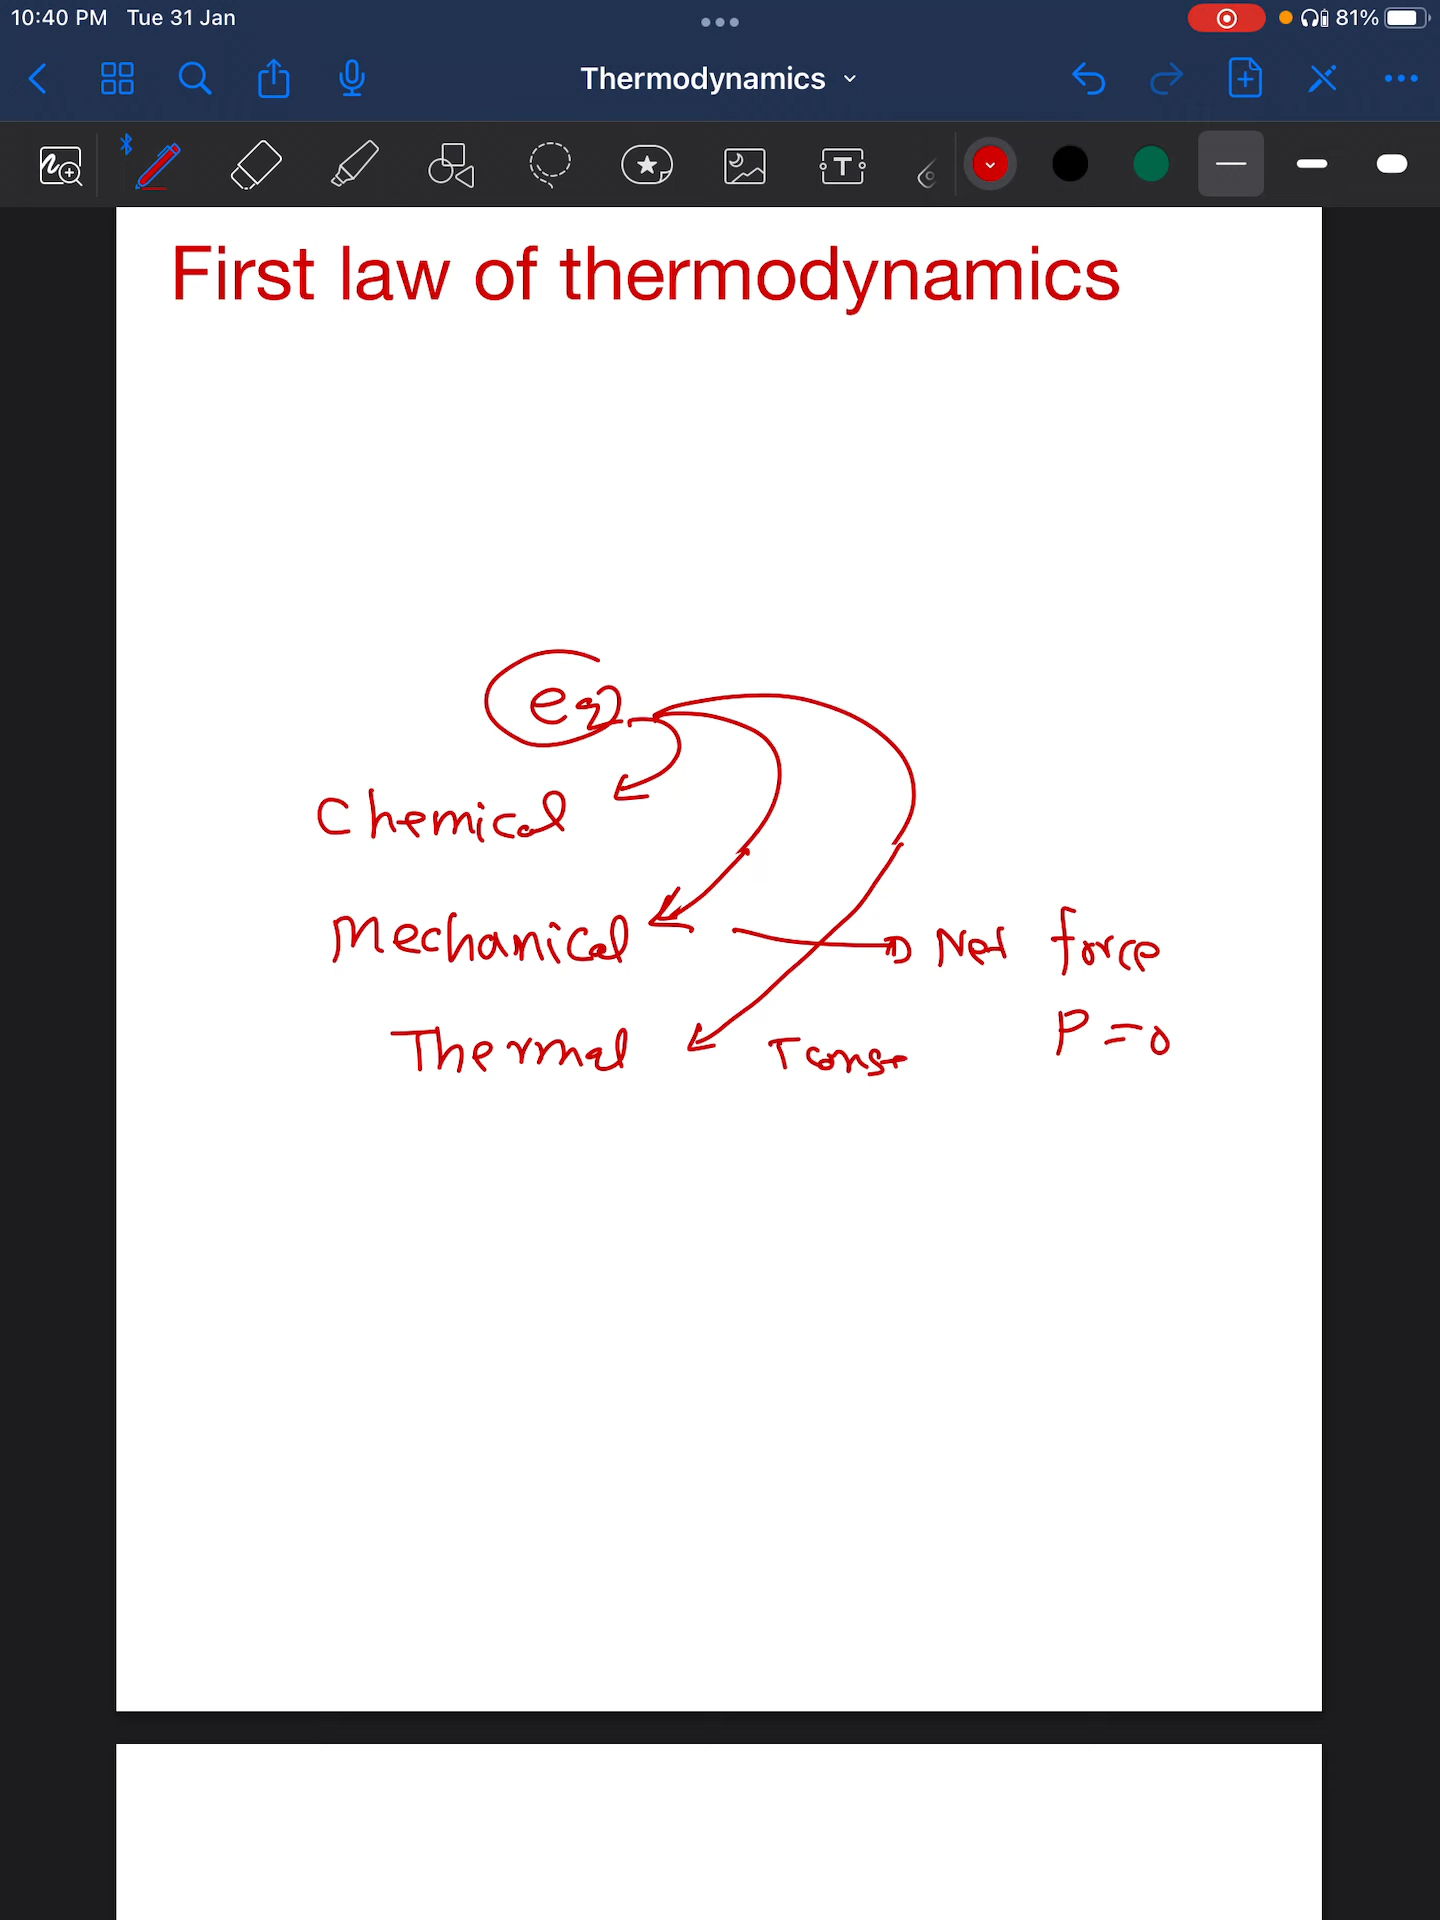 10:40 PM Tue 31 Jan
81%
Thermodynamics
T
First law of thermodynamics
eq
Chemical
Mechanical → Net force
P = 0
Thermal T const